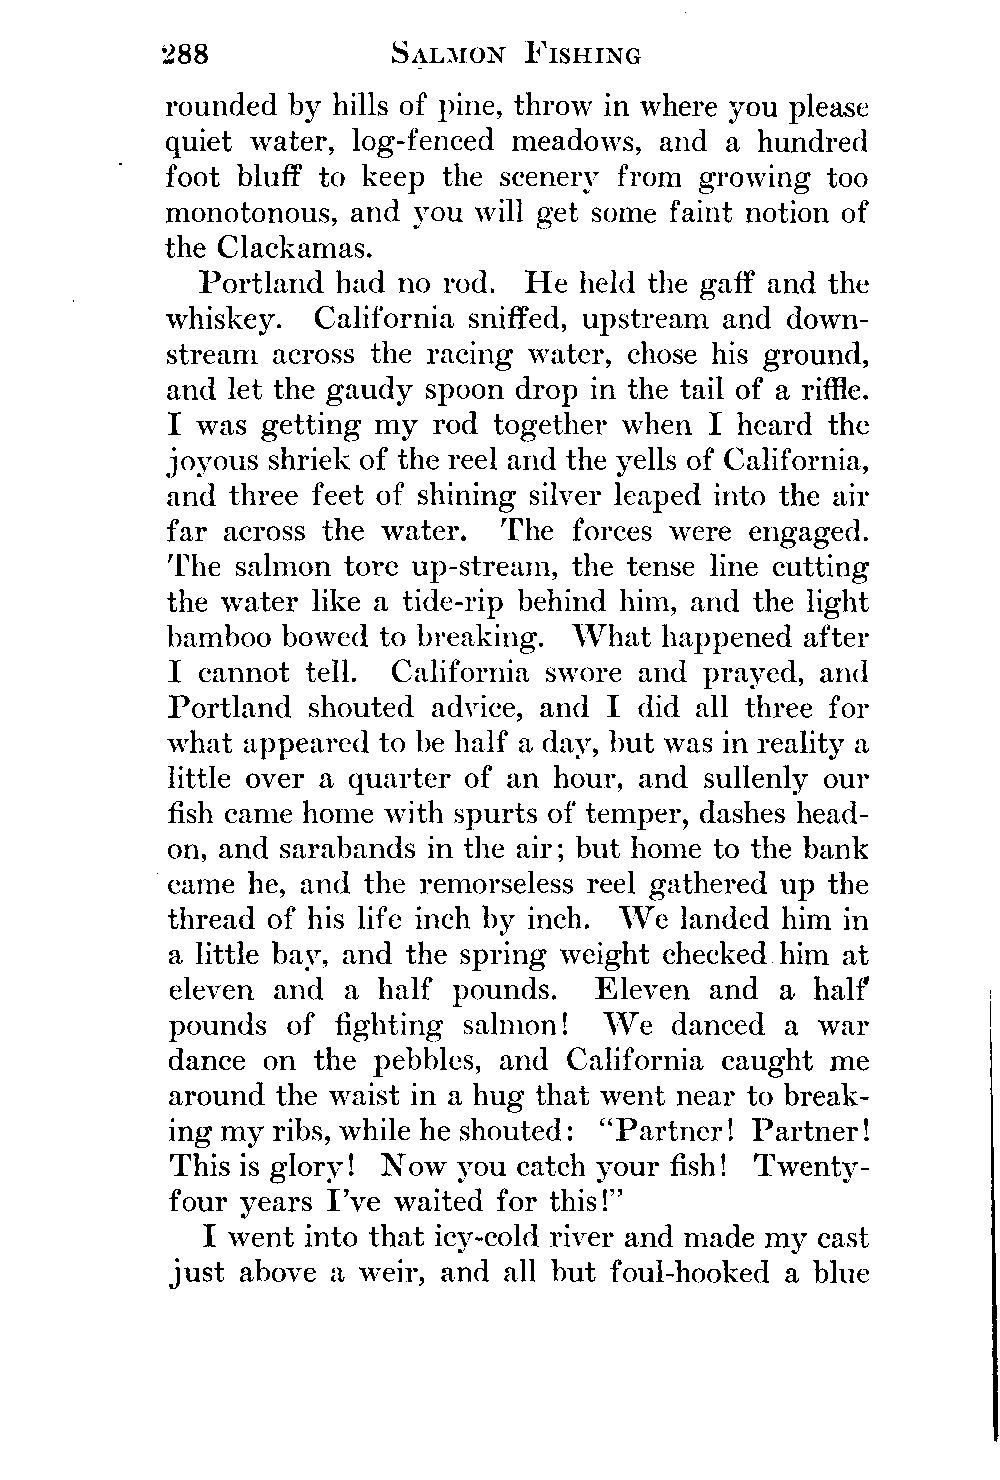 288 SALMON FISHING
rounded by hills of pine, throw in where you please
quiet water, log-fenced meadows, and a hundred
foot bluff to keep the scenery from growing too
monotonous, and you will get some faint notion of
the Clackamas.
Portland had no rod. He held the gaff and the
whiskey. California sniffed, upstream and down-
stream across the racing water, chose his ground,
and let the gaudy spoon drop in the tail of a riffle.
I was getting my rod together when I heard the
joyous shriek of the reel and the yells of California,
and three feet of shining silver leaped into the air
far across the water. The forces were engaged.
The salmon tore up-stream, the tense line cutting
the water like a tide-rip behind him, and the light
bamboo bowed to breaking. What happened after
I cannot tell. California swore and prayed, and
Portland shouted advice, and I did all three for
what appeared to be half a day, but was in reality a
little over a quarter of an hour, and sullenly our
fish came home with spurts of temper, dashes head-
on, and sarabands in the air; but home to the bank
came he, and the remorseless reel gathered up the
thread of his life inch by inch. We landed him in
a little bay, and the spring weight checked him at
eleven and a half pounds. Eleven and a half
pounds of fighting salmon! We danced a war
dance on the pebbles, and California caught me
around the waist in a hug that went near to break-
ing my ribs, while he shouted: "Partner! Partner!
This is glory! Now you catch your fish! Twenty-
four years I've waited for this!"
I went into that icy-cold river and made my cast
just above a weir, and all but foul-hooked a blue